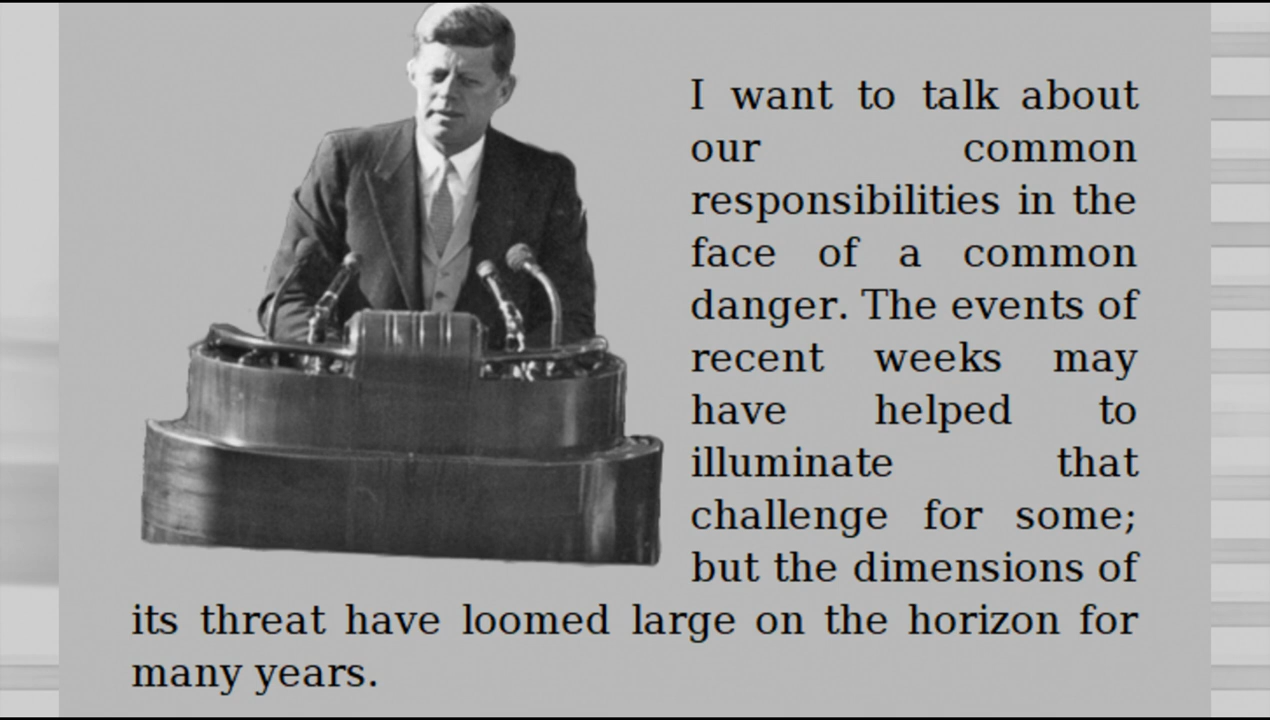 I want to talk about
our common
responsibilities in the
face of a common
danger. The events of
recent weeks may
have helped to
illuminate that
challenge for some;
but the dimensions of
its threat have loomed large on the horizon for
many years.